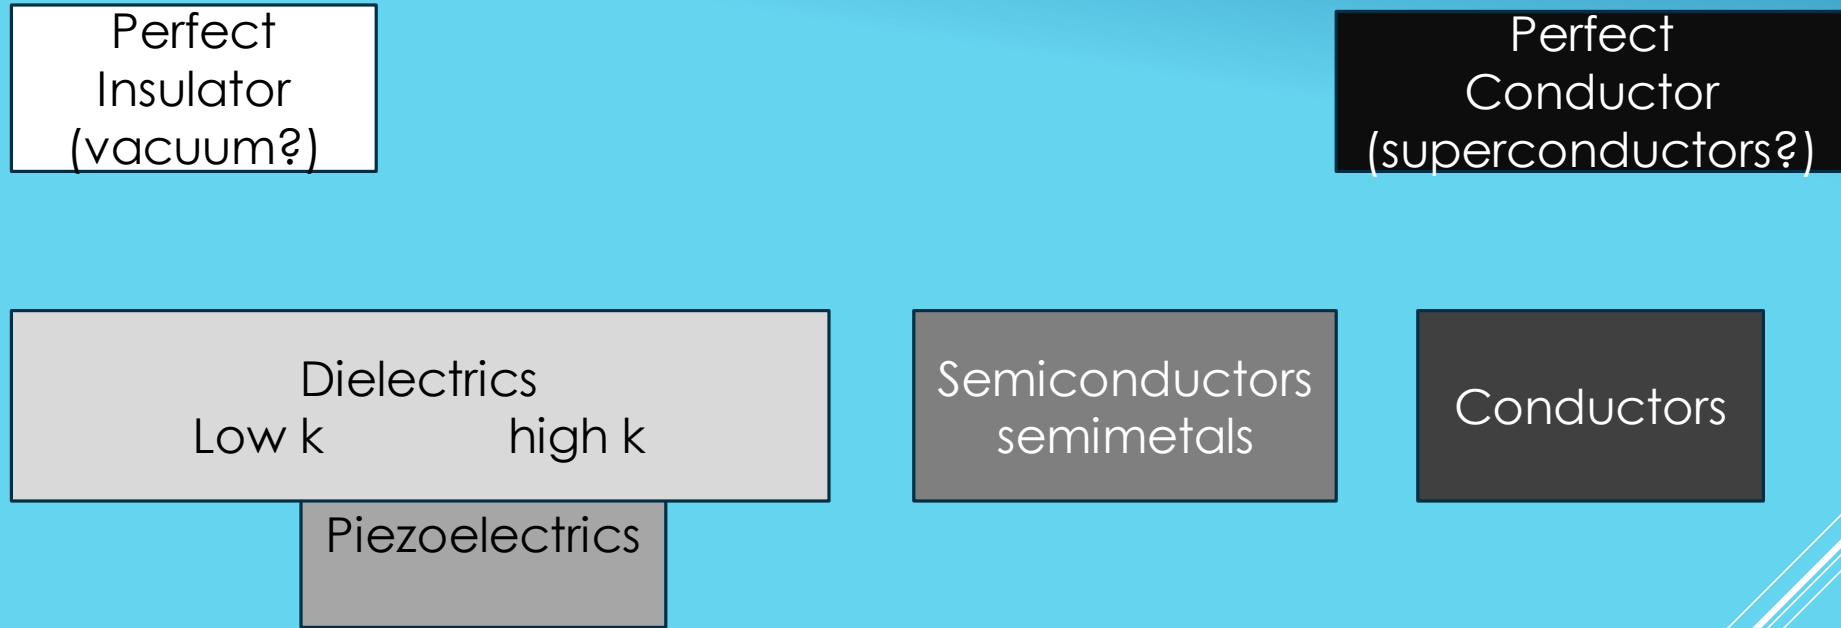 Perfect
Insulator
(vacuum?)
Perfect
Conductor
(superconductors?)
Dielectrics
Low k high k
Piezoelectrics
Semiconductors
semimetals
Conductors